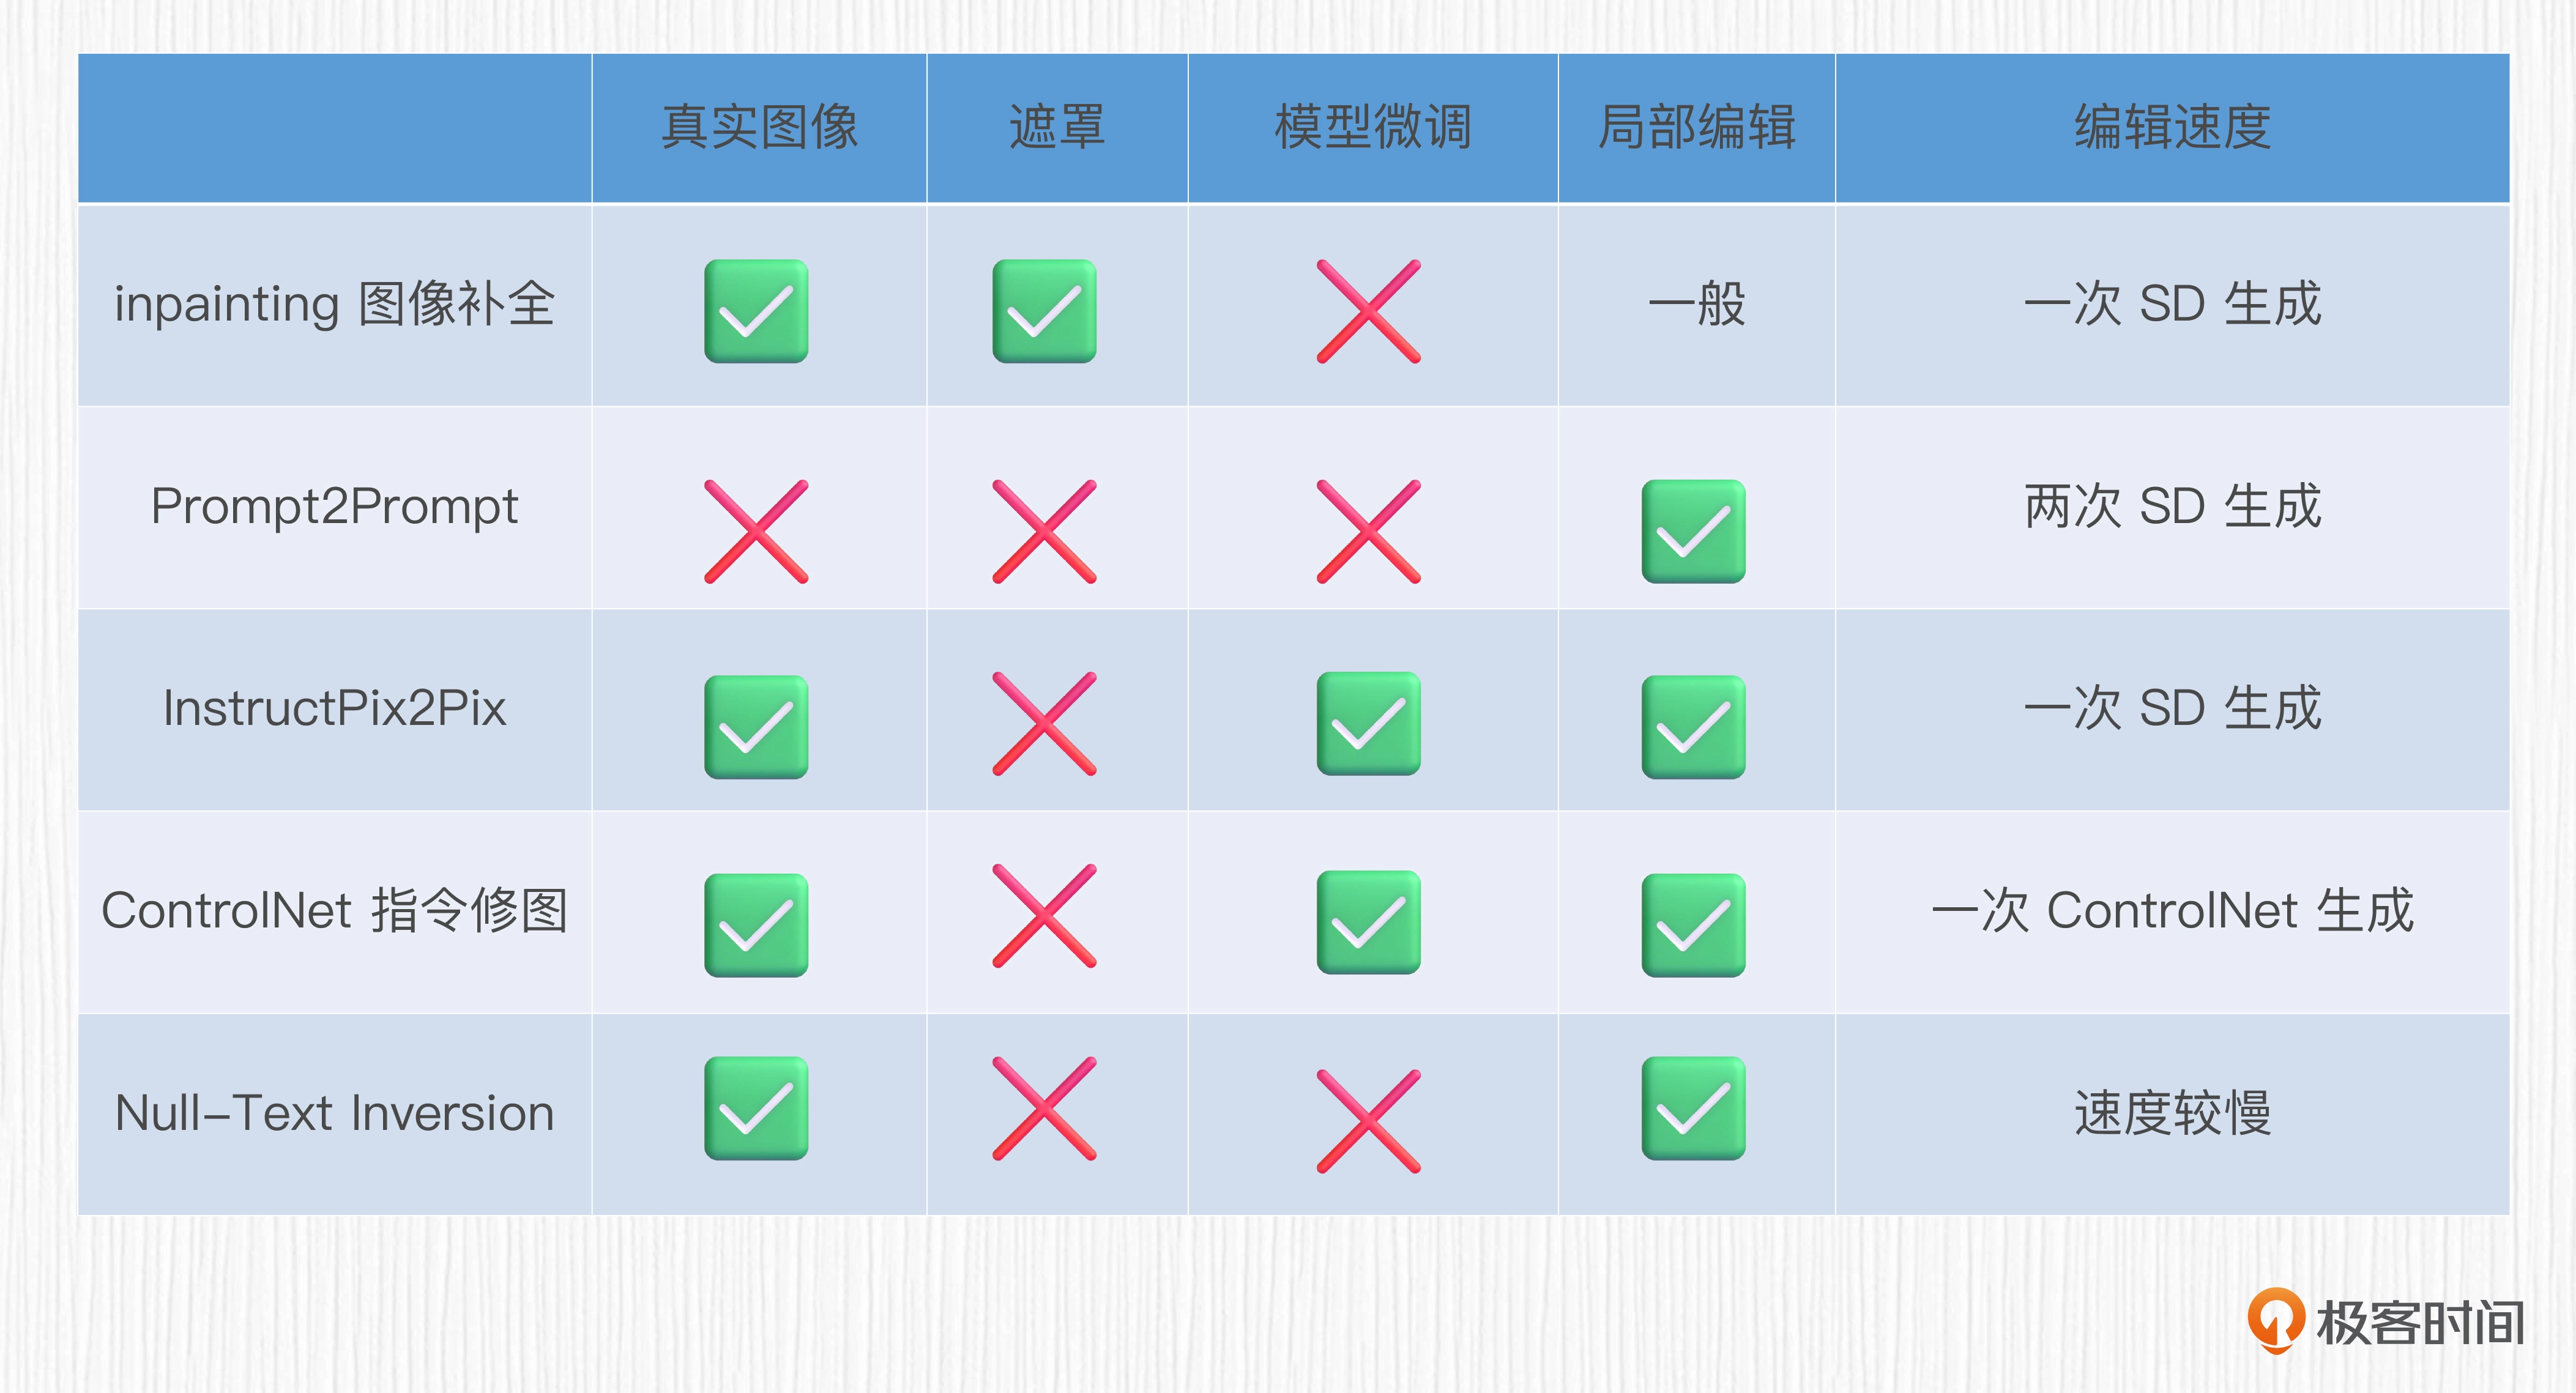 真实图像 遮罩 模型微调 局部编辑 编辑速度
inpainting 图像补全 ✅ ✅ ❌ 一般 一次 SD 生成
Prompt2Prompt ❌ ❌ ❌ ✅ 两次 SD 生成
InstructPix2Pix ✅ ❌ ✅ ✅ 一次 SD 生成
ControlNet 指令修图 ✅ ❌ ✅ ✅ 一次 ControlNet 生成
Null-Text Inversion ✅ ❌ ❌ ✅ 速度较慢
极客时间